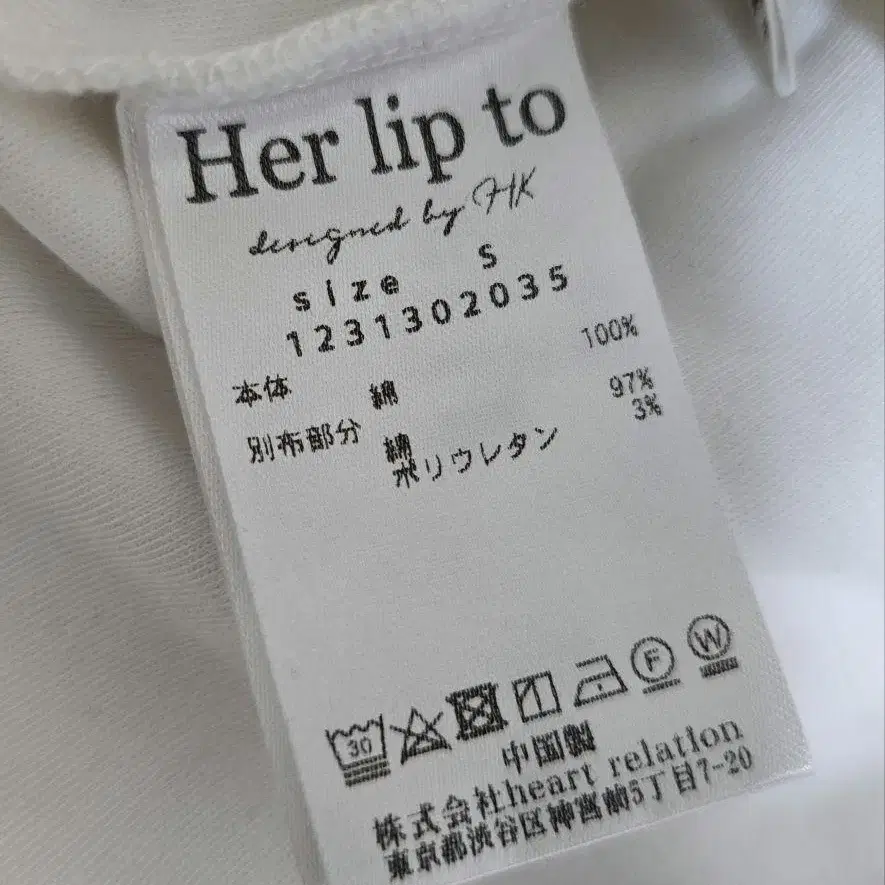 Her lip to
designed by HK
size S
1231302035
本体 綿 100%
別布部分 綿 97%
ポリウレタン 3%
30 F W
中国製
株式会社heart relation
東京都渋谷区神宮前5丁目7-20